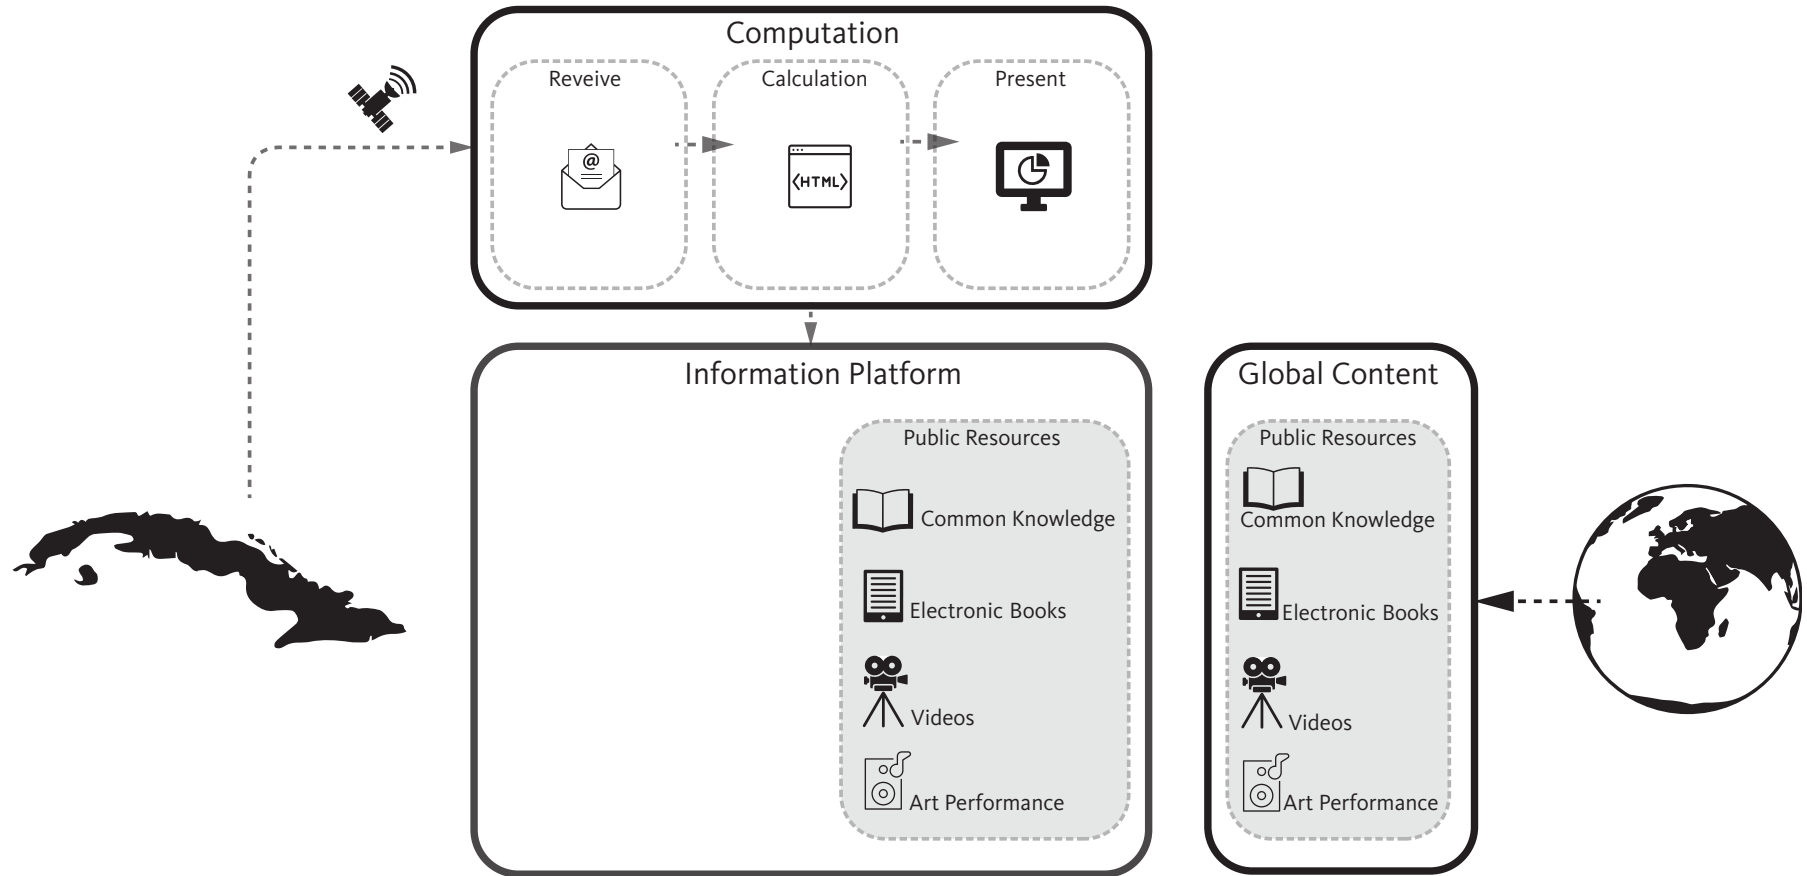 Computation
Reveive
Calculation
Present
@
<HTML>
Information Platform
Public Resources
Common Knowledge
Electronic Books
Videos
Art Performance
Global Content
Public Resources
Common Knowledge
Electronic Books
Videos
Art Performance